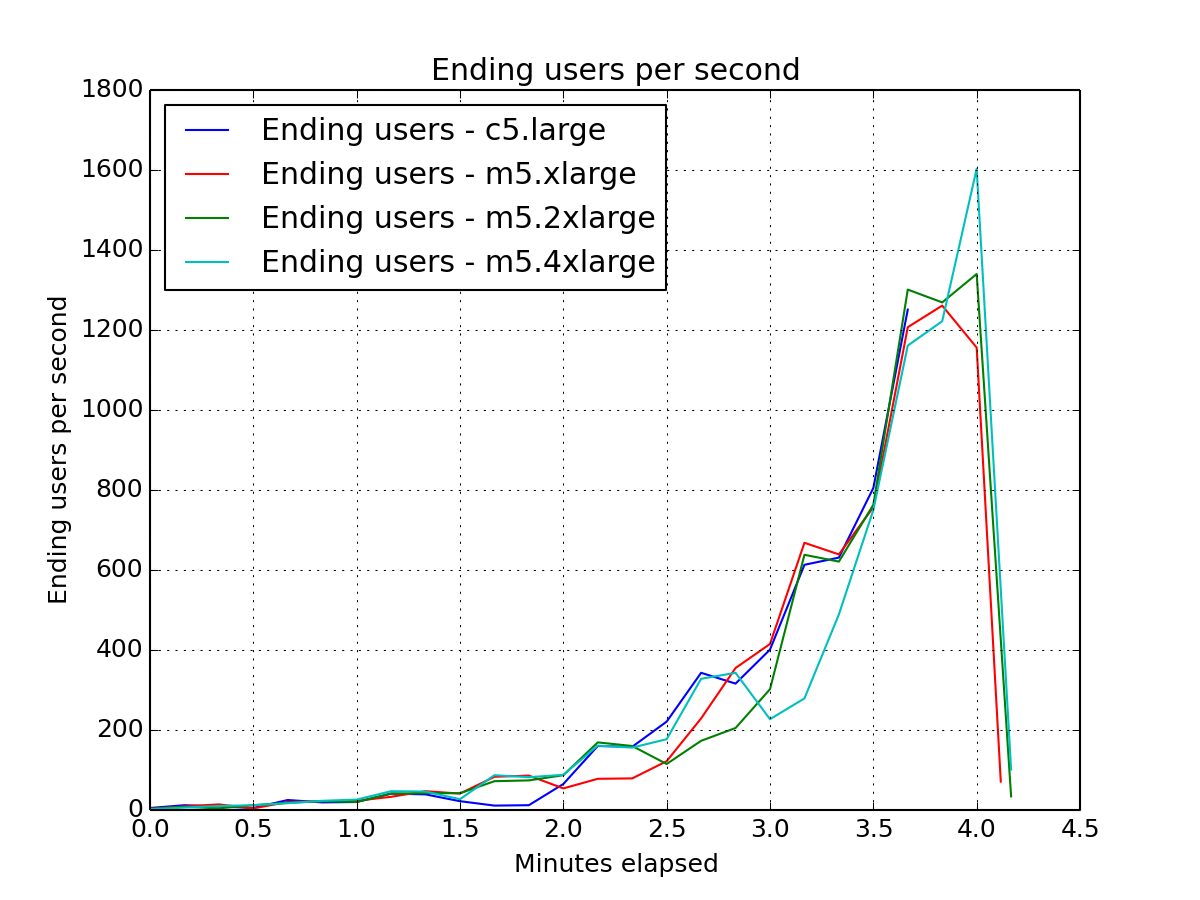 Ending users per second
1800
1600
1400
1200
1000
800
600
400
200
0
Ending users per second
Ending users - c5.large
Ending users - m5.xlarge
Ending users - m5.2xlarge
Ending users - m5.4xlarge
0.0 0.5 1.0 1.5 2.0 2.5 3.0 3.5 4.0 4.5
Minutes elapsed